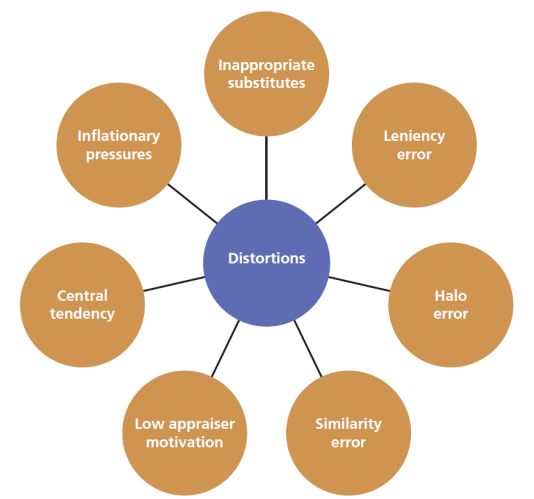 Inappropriate
substitutes
Leniency
error
Halo
error
Similarity
error
Low appraiser
motivation
Central
tendency
Inflationary
pressures
Distortions